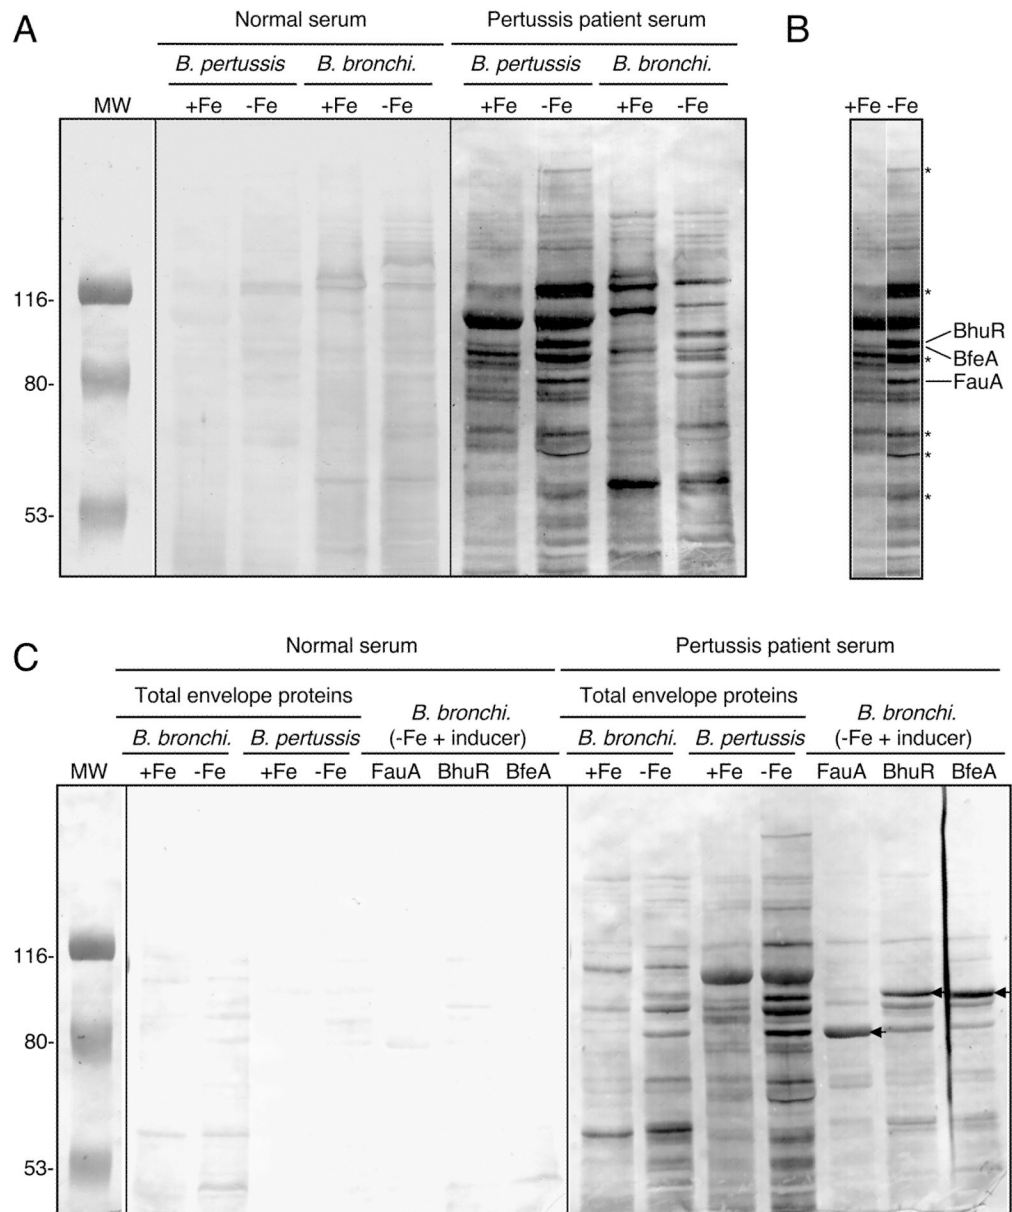 A
Normal serum
Pertussis patient serum
B
B. pertussis
B. bronchi.
B. pertussis
B. bronchi.
MW
+Fe
-Fe
+Fe
-Fe
+Fe
-Fe
+Fe
-Fe
+Fe
-Fe
*
116-
*
BhuR
BfeA
*
80-
FauA
*
*
*
53-
C
Normal serum
Pertussis patient serum
Total envelope proteins
B. bronchi.
(-Fe + inducer)
Total envelope proteins
B. bronchi.
(-Fe + inducer)
B. bronchi.
B. pertussis
B. bronchi.
B. pertussis
MW
+Fe
-Fe
+Fe
-Fe
FauA
BhuR
BfeA
+Fe
-Fe
+Fe
-Fe
FauA
BhuR
BfeA
116-
80-
53-